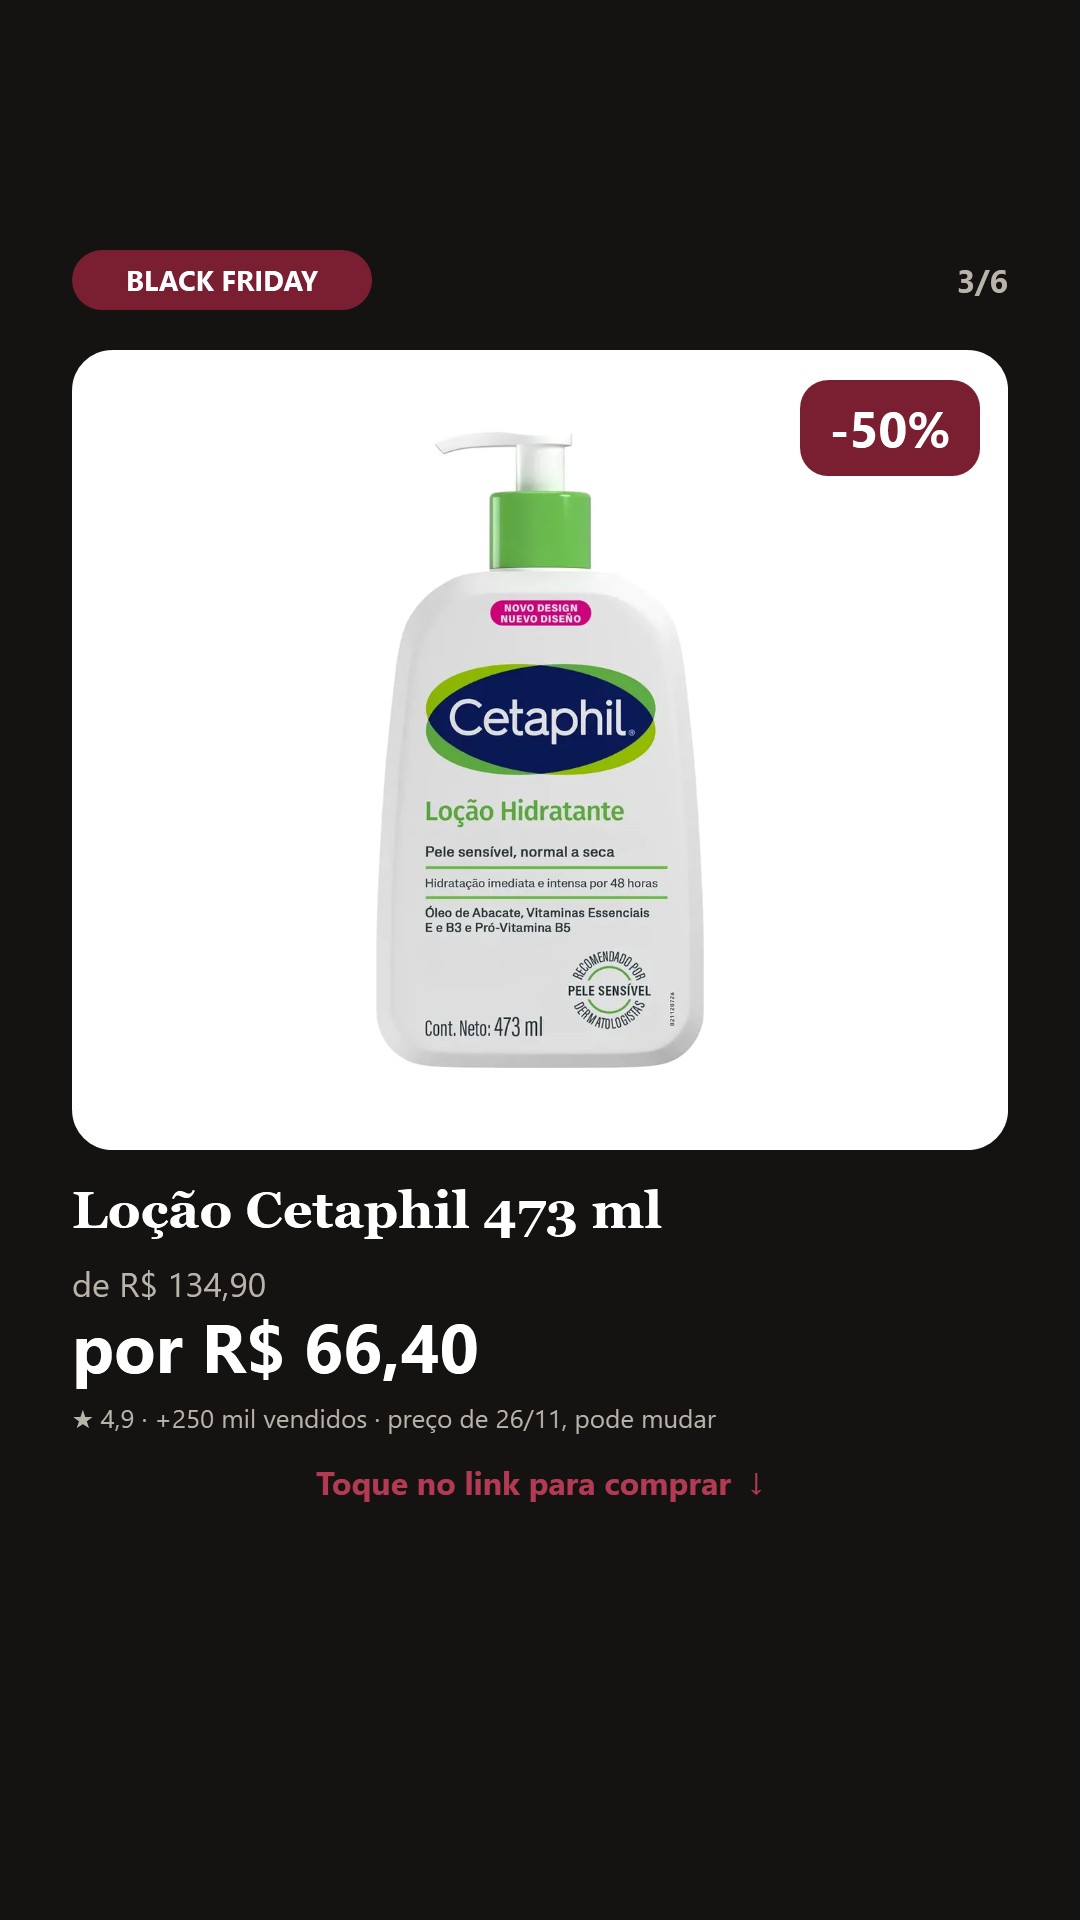 BLACK FRIDAY
3/6
-50%
NOVO DESIGN
NUEVO DISEÑO
Cetaphil®
Loção Hidratante
Pele sensível, normal a seca
Hidratação imediata e intensa por 48 horas
Óleo de Abacate, Vitaminas Essenciais
E e B3 e Pró-Vitamina B5
RECOMENDADO POR
PELE SENSÍVEL
DERMATOLOGISTAS
Cont. Neto: 473 ml
Loção Cetaphil 473 ml
de R$ 134,90
por R$ 66,40
★ 4,9 · +250 mil vendidos · preço de 26/11, pode mudar
Toque no link para comprar ↓